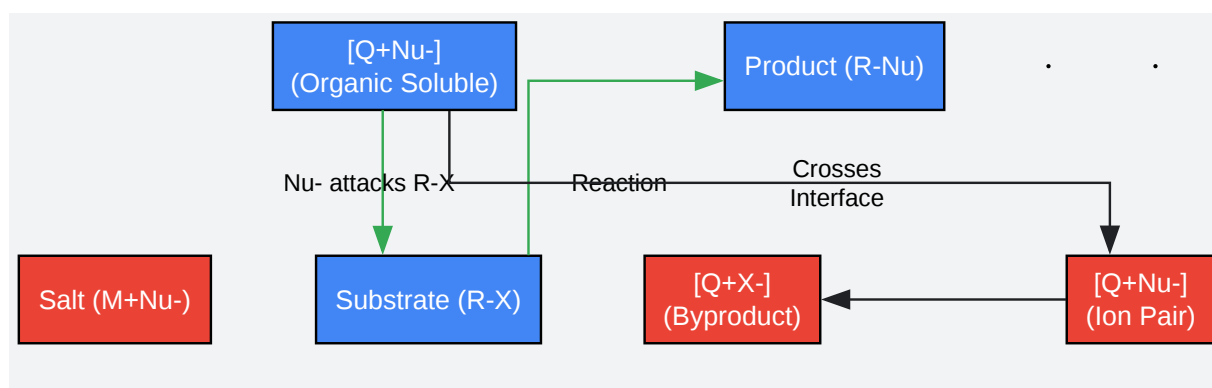 [Q+Nu-]
(Organic Soluble)
Product (R-Nu)
Nu- attacks R-X
Reaction
Crosses
Interface
Salt (M+Nu-)
Substrate (R-X)
[Q+X-]
(Byproduct)
[Q+Nu-]
(Ion Pair)